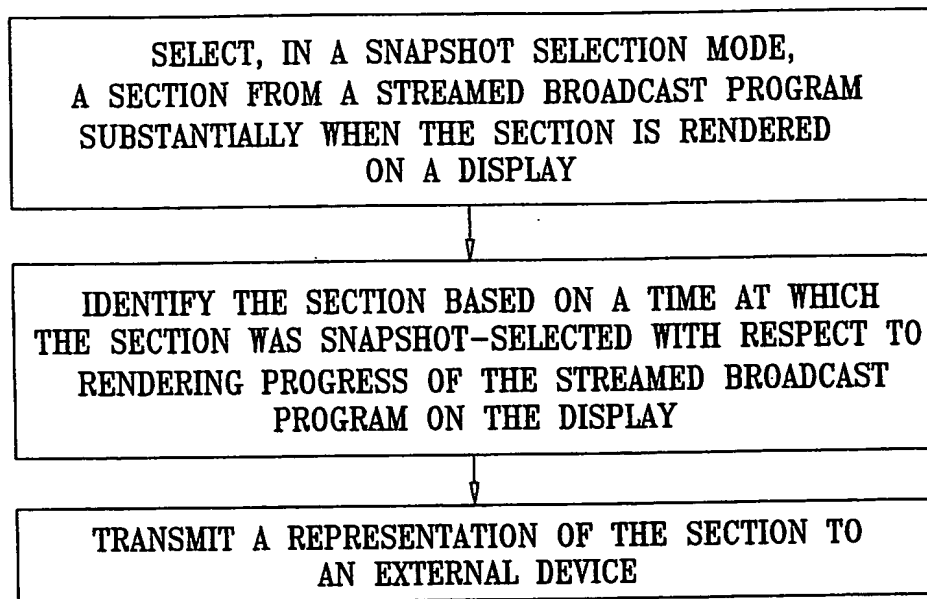 SELECT, IN A SNAPSHOT SELECTION MODE,
A SECTION FROM A STREAMED BROADCAST PROGRAM
SUBSTANTIALLY WHEN THE SECTION IS RENDERED
ON A DISPLAY
IDENTIFY THE SECTION BASED ON A TIME AT WHICH
THE SECTION WAS SNAPSHOT-SELECTED WITH RESPECT TO
RENDERING PROGRESS OF THE STREAMED BROADCAST
PROGRAM ON THE DISPLAY
TRANSMIT A REPRESENTATION OF THE SECTION TO
AN EXTERNAL DEVICE